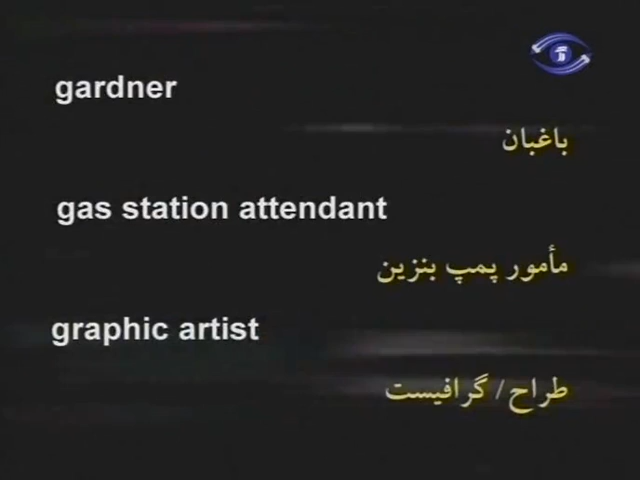 gardner
باغبان
gas station attendant
مأمور پمپ بنزین
graphic artist
طراح / گرافیست